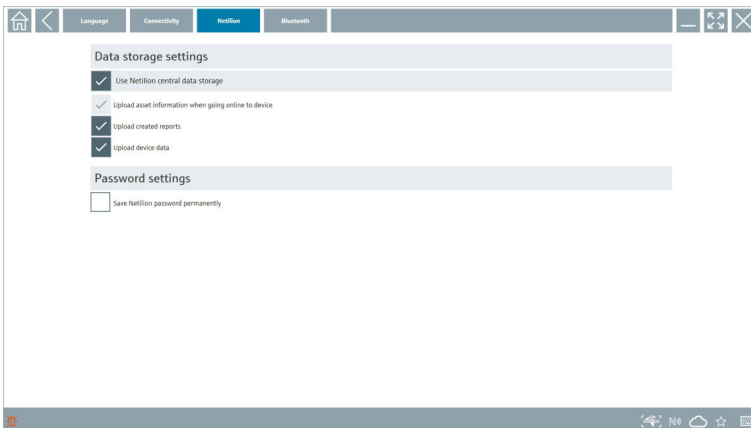 Language Connectivity Netilion Bluetooth
Data storage settings
Use Netilion central data storage
Upload asset information when going online to device
Upload created reports
Upload device data
Password settings
Save Netilion password permanently